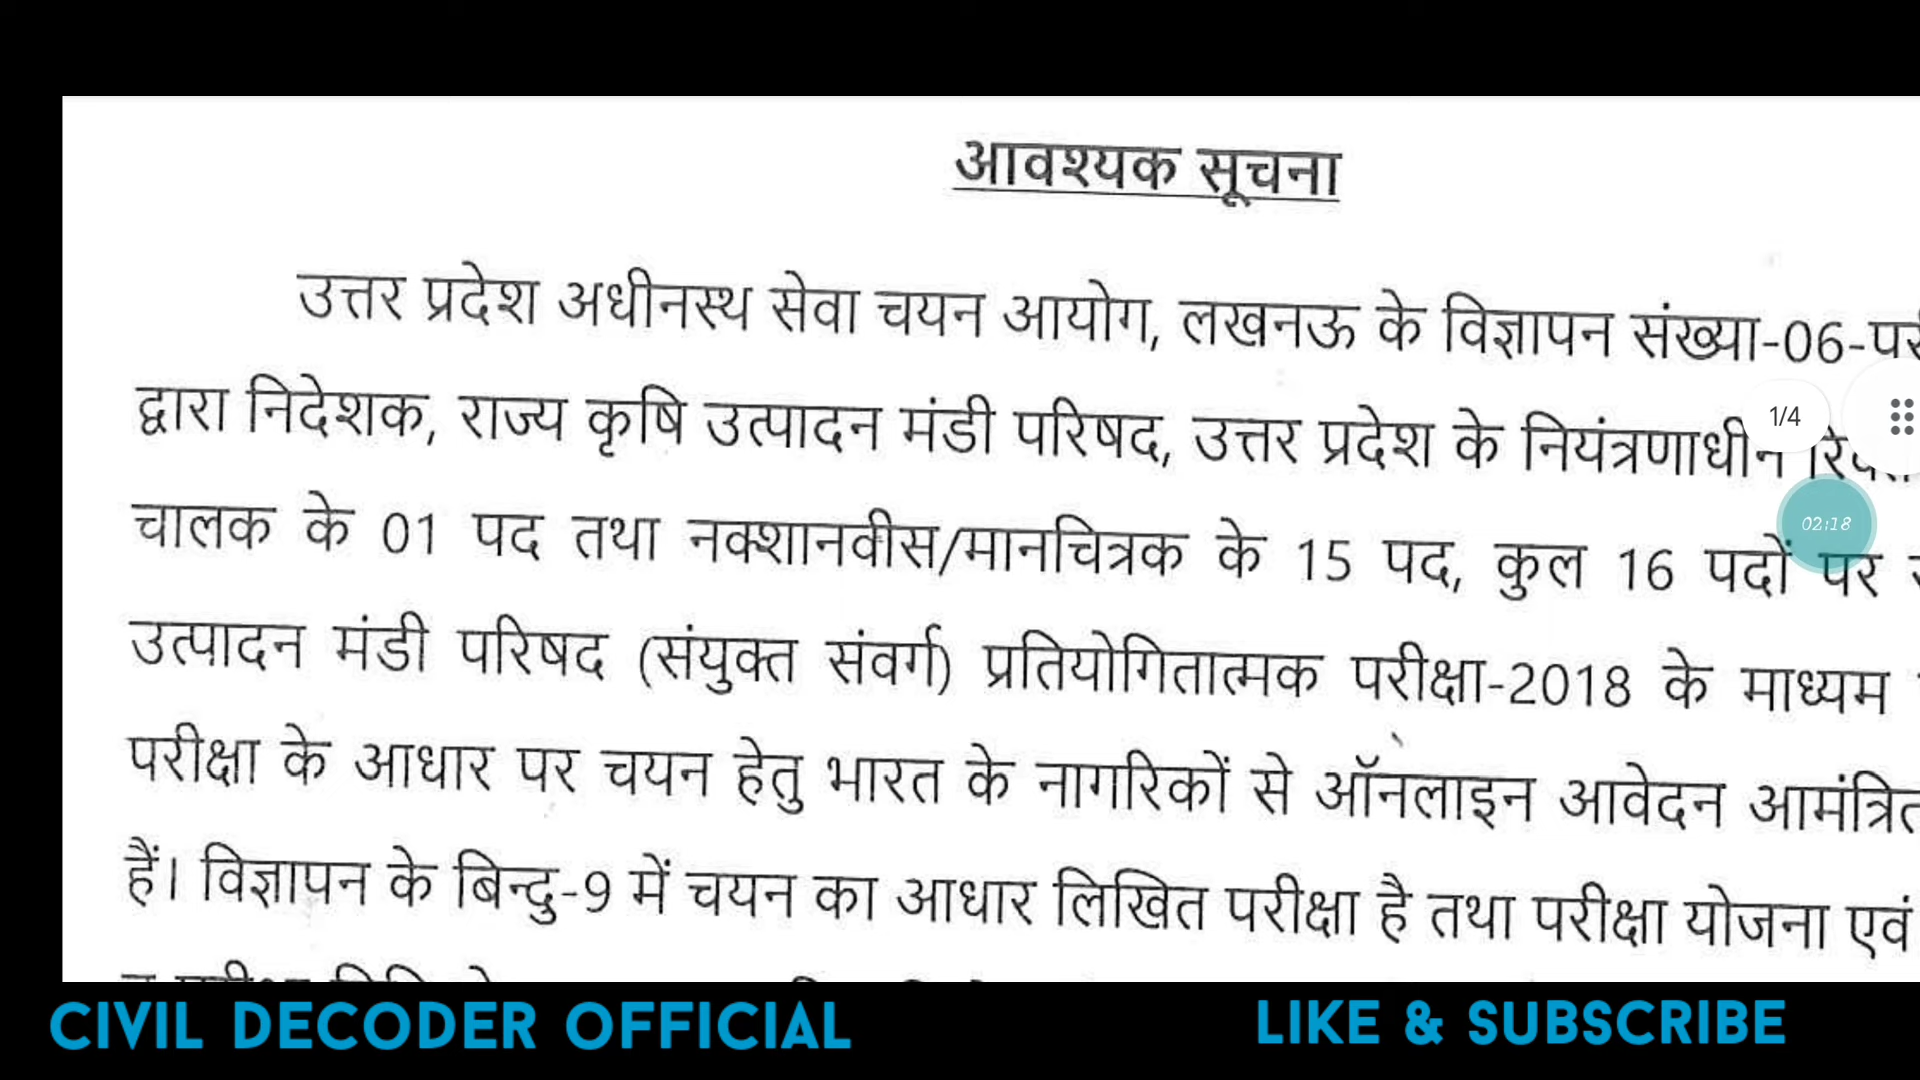 आवश्यक सूचना
उत्तर प्रदेश अधीनस्थ सेवा चयन आयोग, लखनऊ के विज्ञापन संख्या-06-
द्वारा निदेशक, राज्य कृषि उत्पादन मंडी परिषद, उत्तर प्रदेश के नियंत्रणाधीन
1/4
02:18
चालक के 01 पद तथा नक्शानवीस/मानचित्रक के 15 पद, कुल 16 पदों पर
उत्पादन मंडी परिषद (संयुक्त संवर्ग) प्रतियोगितात्मक परीक्षा-2018 के माध्यम
परीक्षा के आधार पर चयन हेतु भारत के नागरिकों से ऑनलाइन आवेदन आमंत्रित
हैं। विज्ञापन के बिन्दु-9 में चयन का आधार लिखित परीक्षा है तथा परीक्षा योजना एवं
CIVIL DECODER OFFICIAL
LIKE & SUBSCRIBE